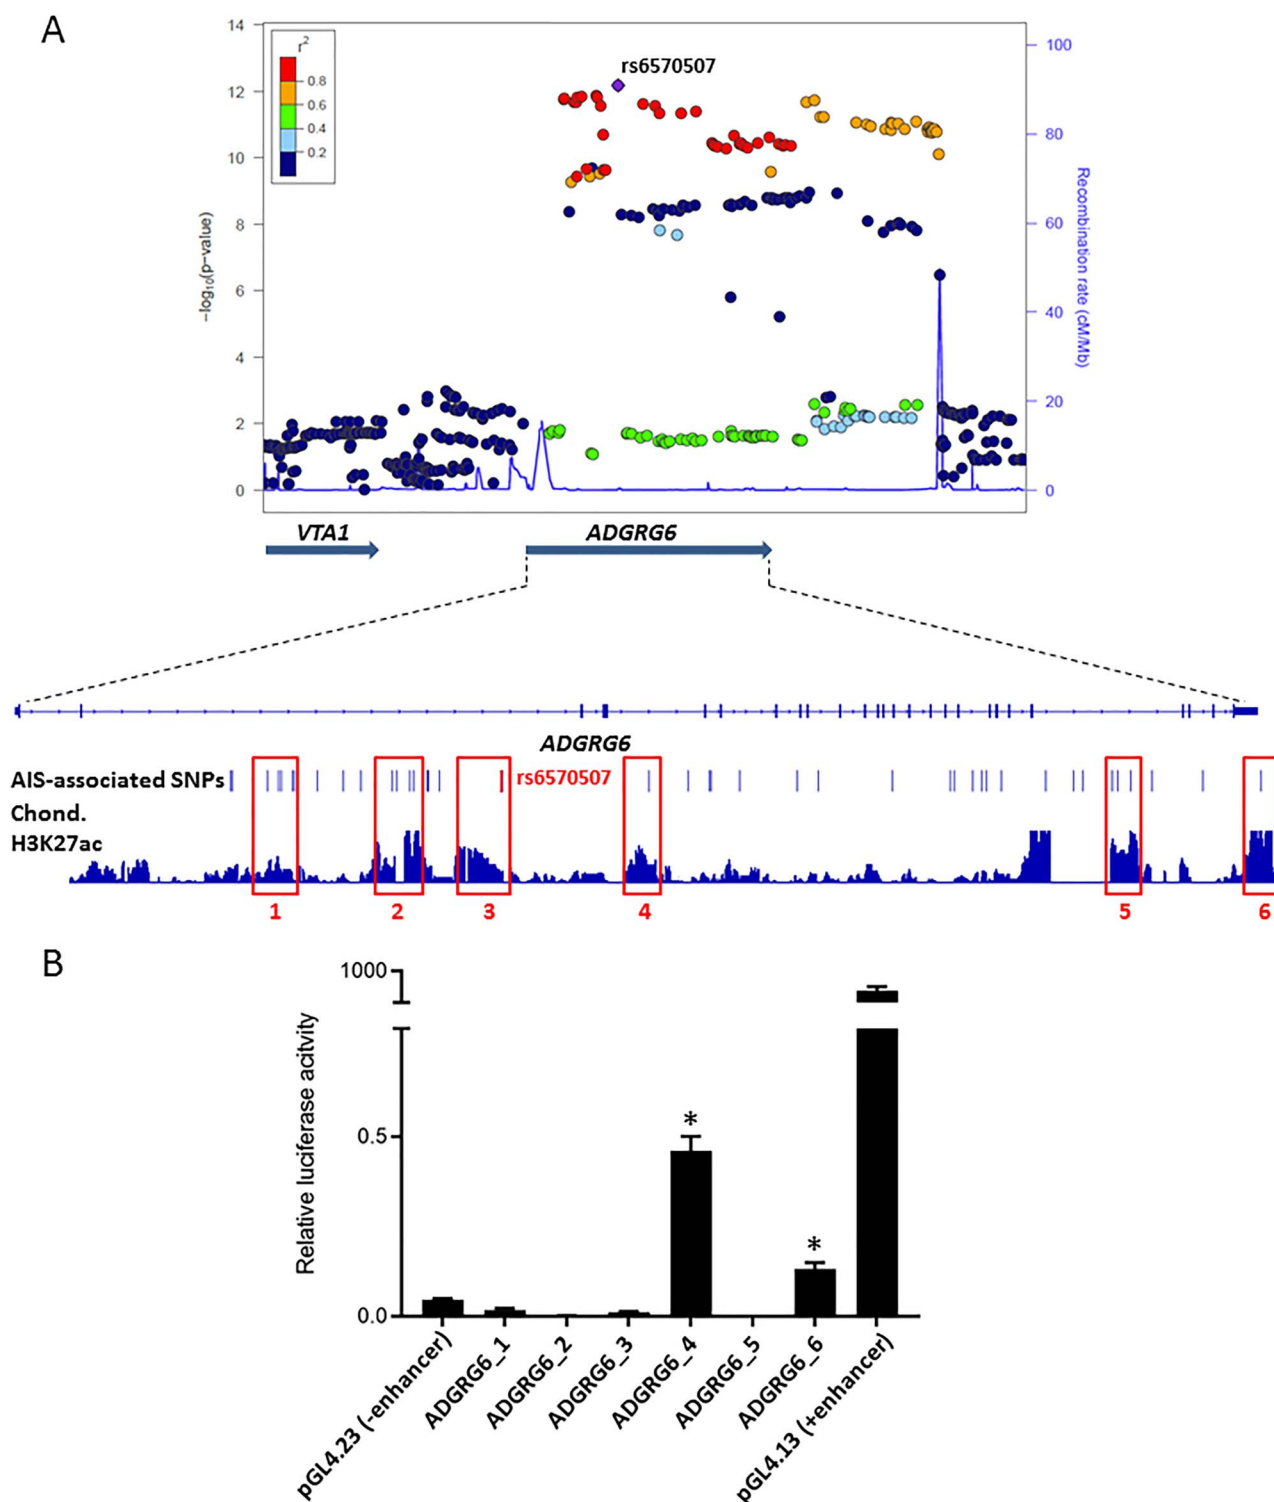 A
14
12
10
8
6
4
2
0
−log10(p−value)
r2
0.8
0.6
0.4
0.2
rs6570507
100
80
60
40
20
0
Recombination rate (cM/Mb)
VTA1
ADGRG6
ADGRG6
AIS-associated SNPs
rs6570507
Chond.
H3K27ac
1
2
3
4
5
6
B
1000
0.5
0.0
Relative luciferase acitvity
*
*
pGL4.23 (-enhancer)
ADGRG6_1
ADGRG6_2
ADGRG6_3
ADGRG6_4
ADGRG6_5
ADGRG6_6
pGL4.13 (+enhancer)